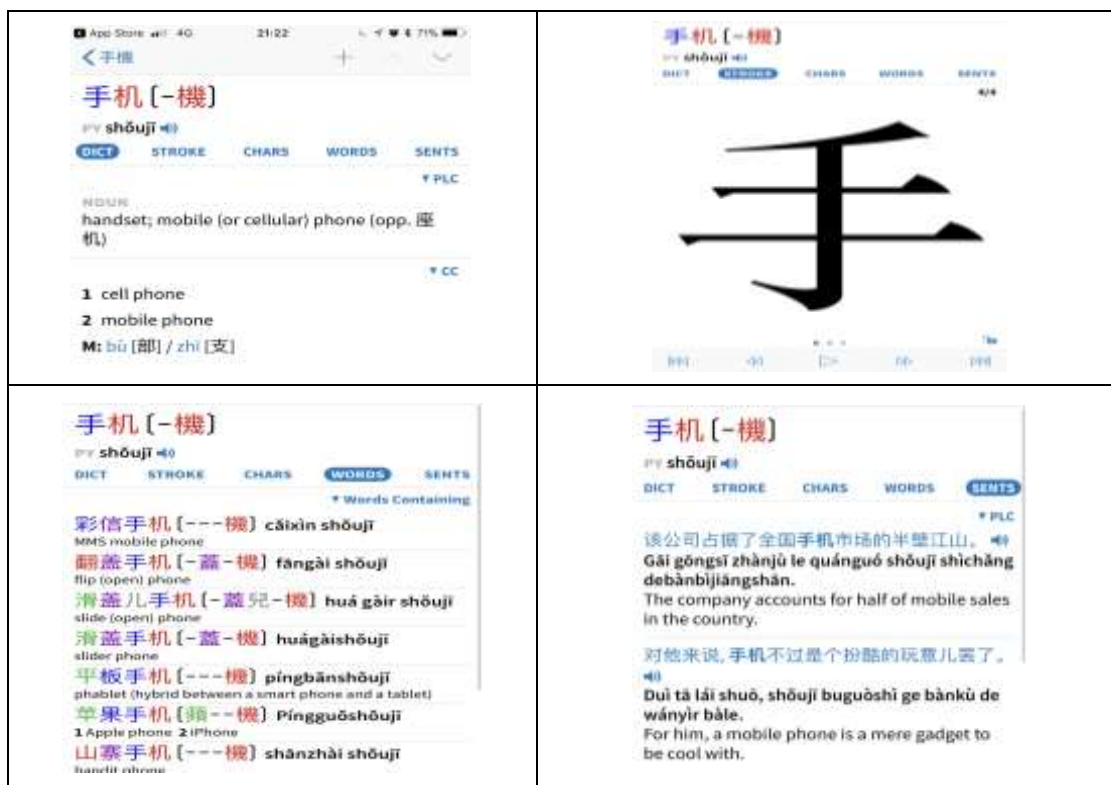 App Store 4G 21:22 71%
手機
手机 [-機]
PY shǒujī
DICT STROKE CHARS WORDS SENTS
PLC
NOUN
handset; mobile (or cellular) phone (opp. 座
机)
CC
1 cell phone
2 mobile phone
M: bù [部] / zhī [支]
手机 [-機]
PY shǒujī
DICT STROKE CHARS WORDS SENTS
4/4
手
手机 [-機]
PY shǒujī
DICT STROKE CHARS WORDS SENTS
Words Containing
彩信手机 [---機] cǎixìn shǒujī
MMS mobile phone
翻盖手机 [-蓋-機] fāngài shǒujī
flip (open) phone
滑盖儿手机 [-蓋兒-機] huá gàir shǒujī
slide (open) phone
滑盖手机 [-蓋-機] huágàishǒujī
slider phone
平板手机 [---機] píngbǎnshǒujī
phablet (hybrid between a smart phone and a tablet)
苹果手机 [蘋--機] Píngguǒshǒujī
1 Apple phone 2 iPhone
山寨手机 [---機] shānzhài shǒujī
bandit phone
手机 [-機]
PY shǒujī
DICT STROKE CHARS WORDS SENTS
PLC
该公司占据了全国手机市场的半壁江山。
Gāi gōngsī zhànjù le quánguó shǒujī shìchǎng
debànbìjiāngshān.
The company accounts for half of mobile sales
in the country.
对他来说, 手机不过是个扮酷的玩意儿罢了。
Duì tā lái shuō, shǒujī buguòshì ge bànkù de
wányìr bàle.
For him, a mobile phone is a mere gadget to
be cool with.